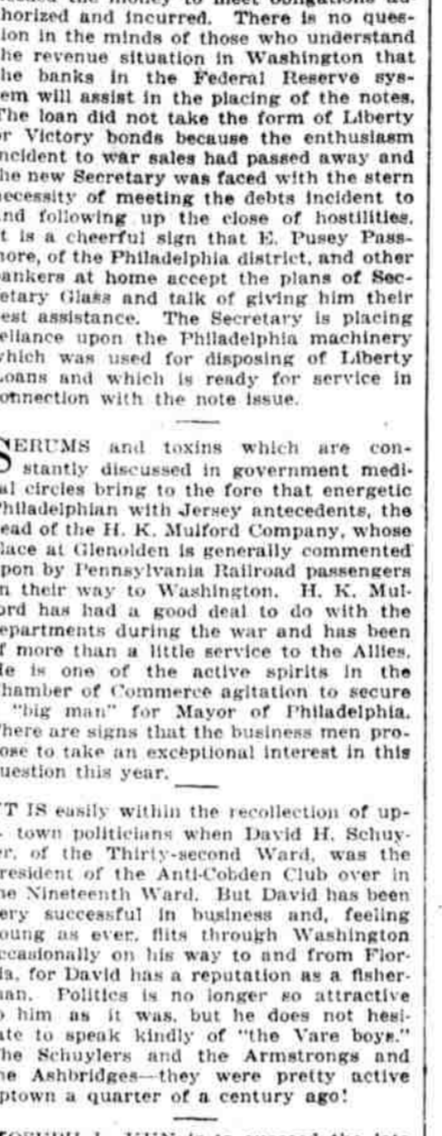 horized and incurred. There is no ques-
ion in the minds of those who understand
he revenue situation in Washington that
he banks in the Federal Reserve sys-
em will assist in the placing of the notes.
The loan did not take the form of Liberty
or Victory bonds because the enthusiasm
ncident to war sales had passed away and
he new Secretary was faced with the stern
ecessity of meeting the debts incident to
nd following up the close of hostilities.
t is a cheerful sign that E. Pusey Pass-
nore, of the Philadelphia district, and other
ankers at home accept the plans of Sec-
etary Glass and talk of giving him their
est assistance. The Secretary is placing
eliance upon the Philadelphia machinery
which was used for disposing of Liberty
Loans and which is ready for service in
onnection with the note issue.
SERUMS and toxins which are con-
stantly discussed in government medi-
al circles bring to the fore that energetic
Philadelphian with Jersey antecedents, the
ead of the H. K. Mulford Company, whose
lace at Glenolden is generally commented
pon by Pennsylvania Railroad passengers
n their way to Washington. H. K. Mul-
ord has had a good deal to do with the
epartments during the war and has been
f more than a little service to the Allies.
He is one of the active spirits in the
hamber of Commerce agitation to secure
"big man" for Mayor of Philadelphia.
There are signs that the business men pro-
ose to take an exceptional interest in this
uestion this year.
IT IS easily within the recollection of up-
town politicians when David H. Schuy-
er, of the Thirty-second Ward, was the
resident of the Anti-Cobden Club over in
he Nineteenth Ward. But David has been
ery successful in business and, feeling
oung as ever, flits through Washington
ccasionally on his way to and from Flor-
da, for David has a reputation as a fisher-
man. Politics is no longer so attractive
o him as it was, but he does not hesi-
ate to speak kindly of "the Vare boys."
The Schuylers and the Armstrongs and
he Ashbridges—they were pretty active
ptown a quarter of a century ago!